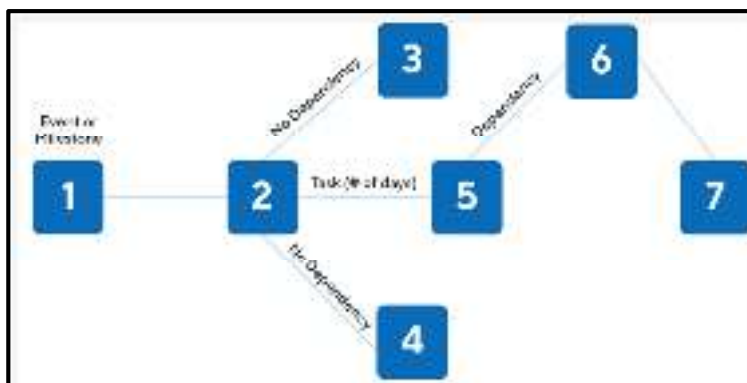 3
6
No Dependency
Dependency
Event or
Milestone
1
2
Task (# of days)
5
7
No Dependency
4